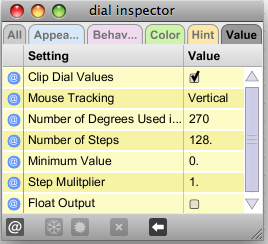 dial inspector
All Appea... Behav... Color Hint Value
Setting Value
@ Clip Dial Values
@ Mouse Tracking Vertical
@ Number of Degrees Used i... 270
@ Number of Steps 128.
@ Minimum Value 0.
@ Step Mulitplier 1.
@ Float Output
@